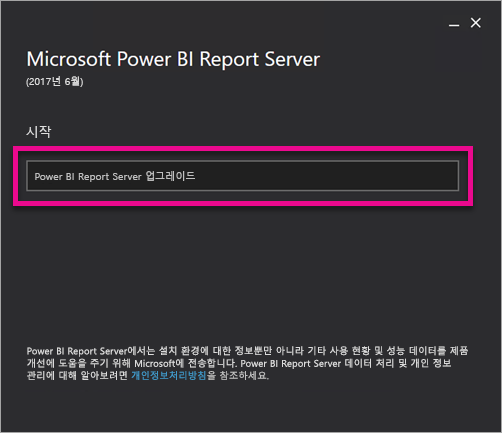 Microsoft Power BI Report Server
(2017년 6월)
시작
Power BI Report Server 업그레이드
Power BI Report Server에서는 설치 환경에 대한 정보뿐만 아니라 기타 사용 현황 및 성능 데이터를 제품
개선에 도움을 주기 위해 Microsoft에 전송합니다. Power BI Report Server 데이터 처리 및 개인 정보
관리에 대해 알아보려면 개인정보처리방침을 참조하세요.